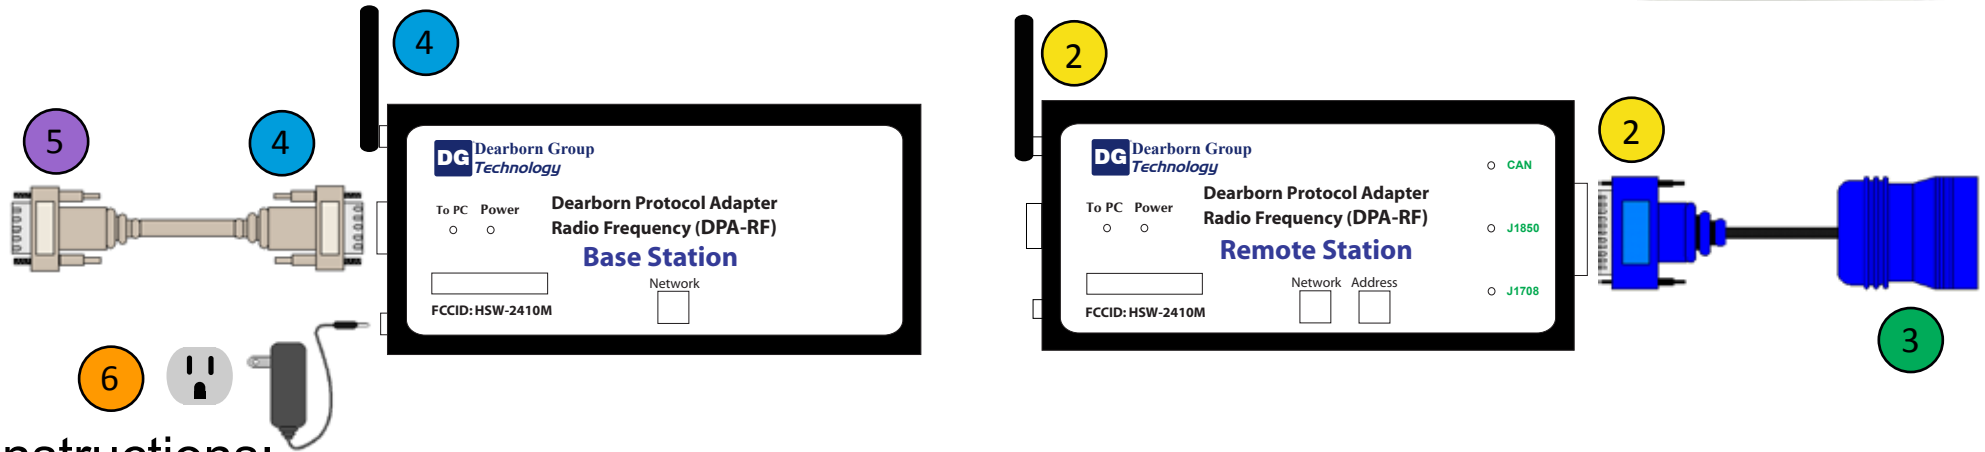 4
5
4
DG Dearborn Group
Technology
Dearborn Protocol Adapter
Radio Frequency (DPA-RF)
Base Station
To PC Power
Network
FCCID: HSW-2410M
6
2
2
DG Dearborn Group
Technology
Dearborn Protocol Adapter
Radio Frequency (DPA-RF)
Remote Station
To PC Power
Network Address
FCCID: HSW-2410M
CAN
J1850
J1708
3
nstructions: